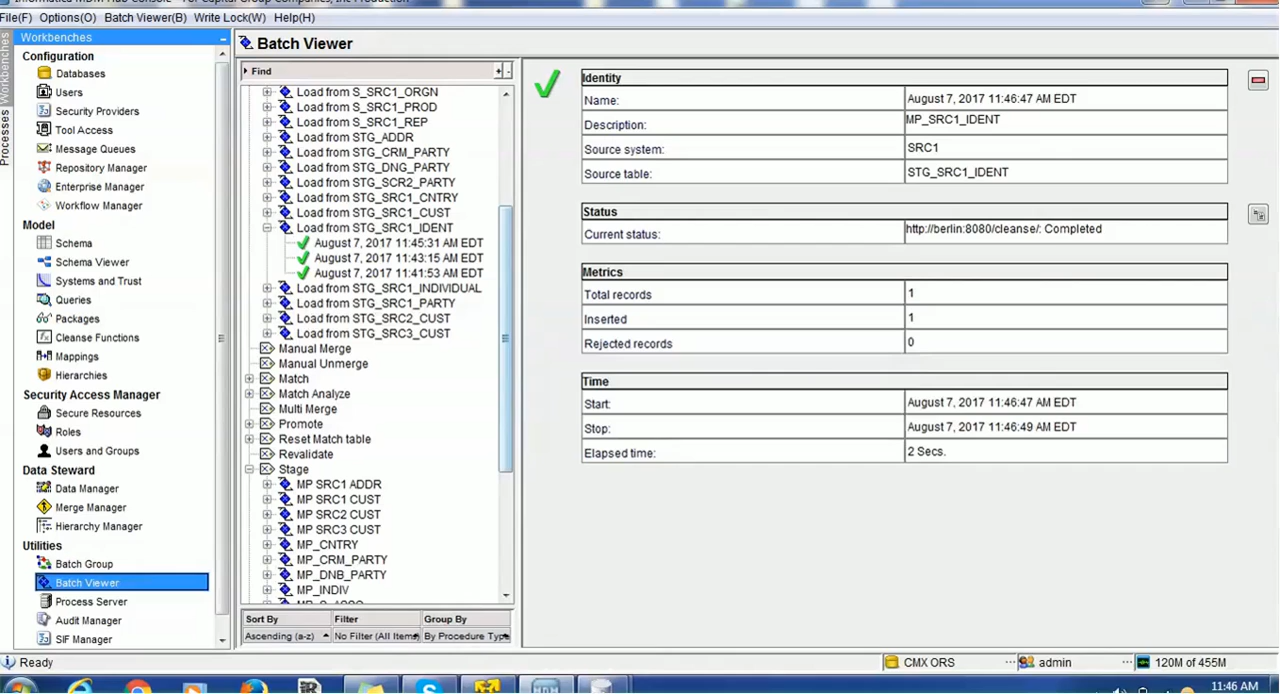 Informatica MDM Hub Console - For Capital Group Companies, Inc Production
File(F) Options(O) Batch Viewer(B) Write Lock(W) Help(H)
Workbenches
Processes
Workbenches
Configuration
Databases
Users
Security Providers
Tool Access
Message Queues
Repository Manager
Enterprise Manager
Workflow Manager
Model
Schema
Schema Viewer
Systems and Trust
Queries
Packages
Cleanse Functions
Mappings
Hierarchies
Security Access Manager
Secure Resources
Roles
Users and Groups
Data Steward
Data Manager
Merge Manager
Hierarchy Manager
Utilities
Batch Group
Batch Viewer
Process Server
Audit Manager
SIF Manager
Batch Viewer
Find
Load from S_SRC1_ORGN
Load from S_SRC1_PROD
Load from S_SRC1_REP
Load from STG_ADDR
Load from STG_CRM_PARTY
Load from STG_DNG_PARTY
Load from STG_SCR2_PARTY
Load from STG_SRC1_CNTRY
Load from STG_SRC1_CUST
Load from STG_SRC1_IDENT
August 7, 2017 11:45:31 AM EDT
August 7, 2017 11:43:15 AM EDT
August 7, 2017 11:41:53 AM EDT
Load from STG_SRC1_INDIVIDUAL
Load from STG_SRC1_PARTY
Load from STG_SRC2_CUST
Load from STG_SRC3_CUST
Manual Merge
Manual Unmerge
Match
Match Analyze
Multi Merge
Promote
Reset Match table
Revalidate
Stage
MP SRC1 ADDR
MP SRC1 CUST
MP SRC2 CUST
MP SRC3 CUST
MP_CNTRY
MP_CRM_PARTY
MP_DNB_PARTY
MP_INDIV
Sort By Filter Group By
Ascending (a-z) No Filter (All Items) By Procedure Type
Identity
Name: August 7, 2017 11:46:47 AM EDT
Description: MP_SRC1_IDENT
Source system: SRC1
Source table: STG_SRC1_IDENT
Status
Current status: http://berlin:8080/cleanse/: Completed
Metrics
Total records 1
Inserted 1
Rejected records 0
Time
Start: August 7, 2017 11:46:47 AM EDT
Stop: August 7, 2017 11:46:49 AM EDT
Elapsed time: 2 Secs.
Ready
CMX ORS
admin
120M of 455M
11:46 AM